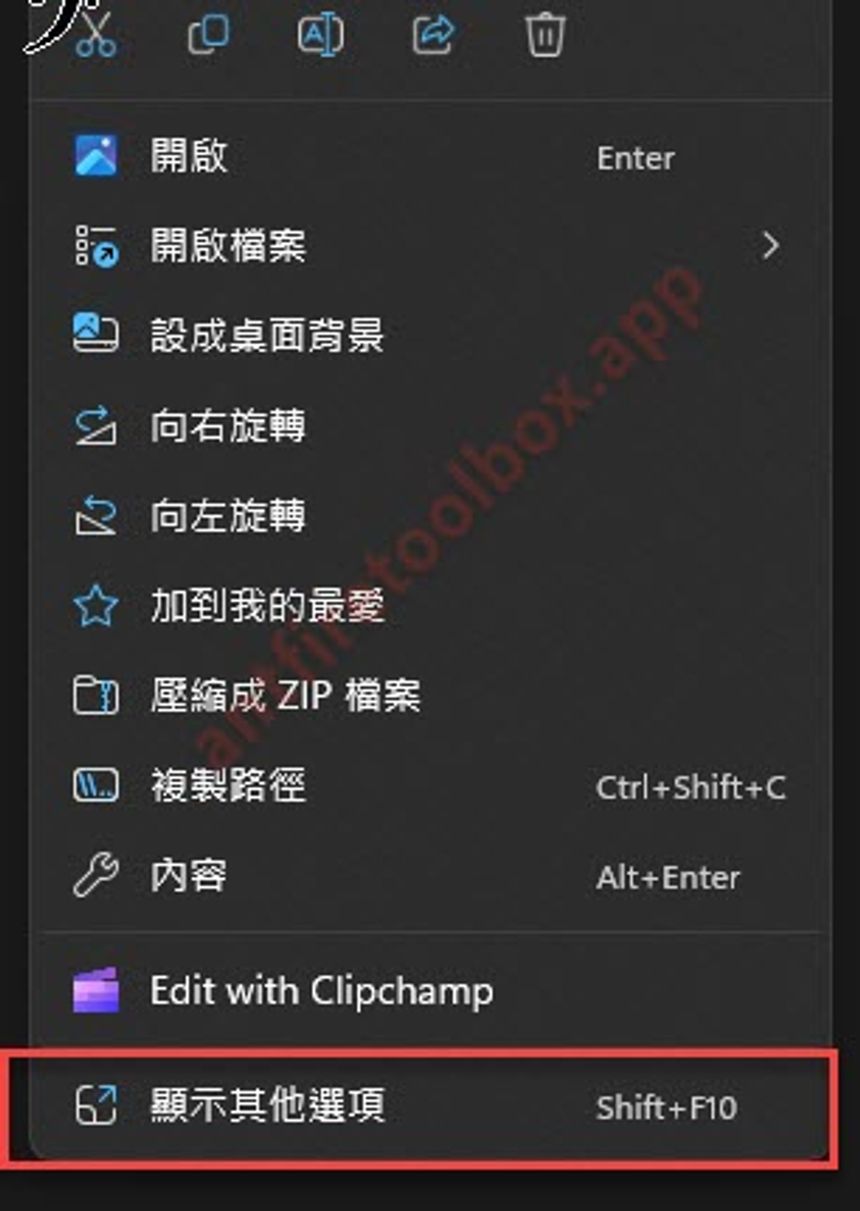 開啟 Enter
開啟檔案
設成桌面背景
向右旋轉
向左旋轉
加到我的最愛
壓縮成 ZIP 檔案
複製路徑 Ctrl+Shift+C
內容 Alt+Enter
Edit with Clipchamp
顯示其他選項 Shift+F10
antfiretoolbox.app